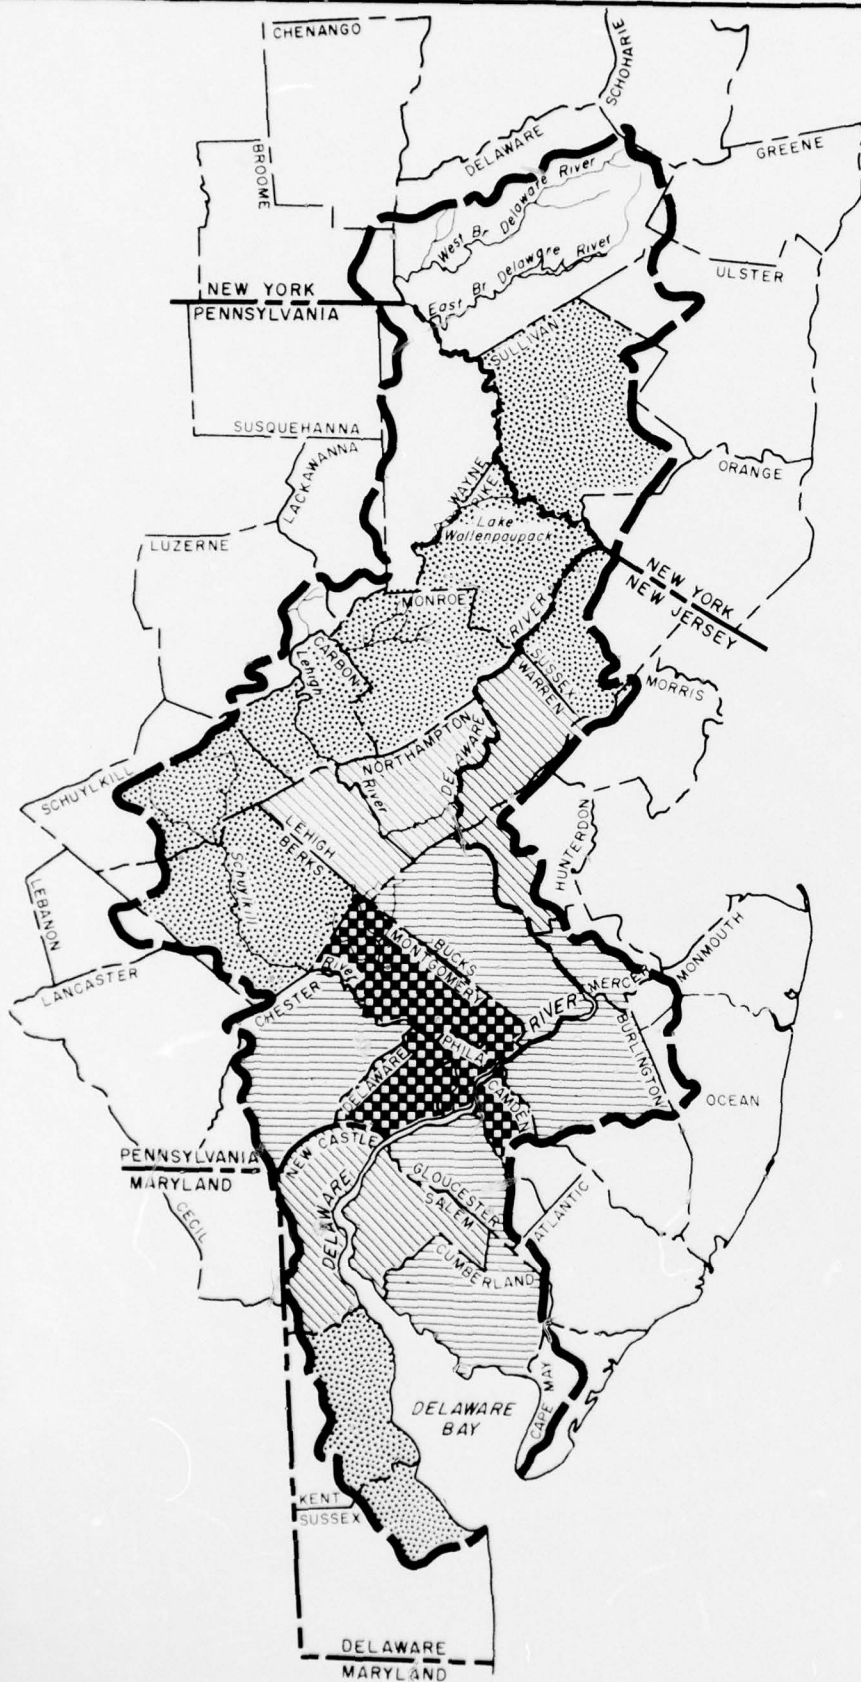 CHENANGO
SCHOHARIE
BROOME
DELAWARE
GREENE
West Br Delaware River
East Br Delaware River
ULSTER
NEW YORK
PENNSYLVANIA
SULLIVAN
SUSQUEHANNA
LACKAWANNA
WAYNE
PIKE
ORANGE
Lake
Wallenpaupack
LUZERNE
NEW YORK
NEW JERSEY
MONROE
RIVER
CARBON
Lehigh
SUSSEX
WARREN
MORRIS
NORTHAMPTON
River
DELAWARE
SCHUYLKILL
LEHIGH
BERKS
HUNTERDON
Schuylkill
LEBANON
LANCASTER
BUCKS
MONTGOMERY
River
MONMOUTH
MERCER
CHESTER
RIVER
BURLINGTON
PHILA
DELAWARE
CAMDEN
OCEAN
PENNSYLVANIA
MARYLAND
NEW CASTLE
GLOUCESTER
SALEM
DELAWARE
ATLANTIC
CECIL
CUMBERLAND
DELAWARE
BAY
CAPE MAY
KENT
SUSSEX
DELAWARE
MARYLAND